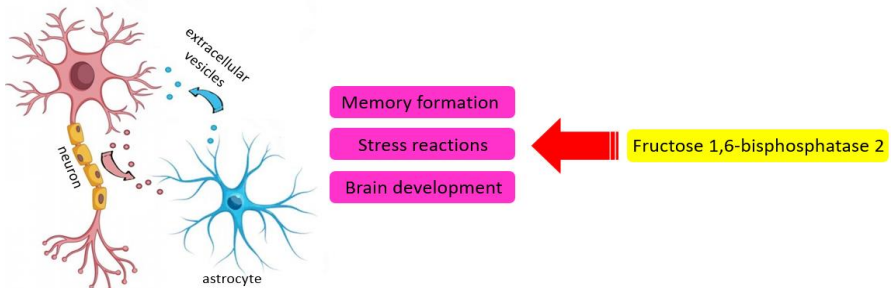 extracellular
vesicles
neuron
astrocyte
Memory formation
Stress reactions
Brain development
Fructose 1,6-bisphosphatase 2